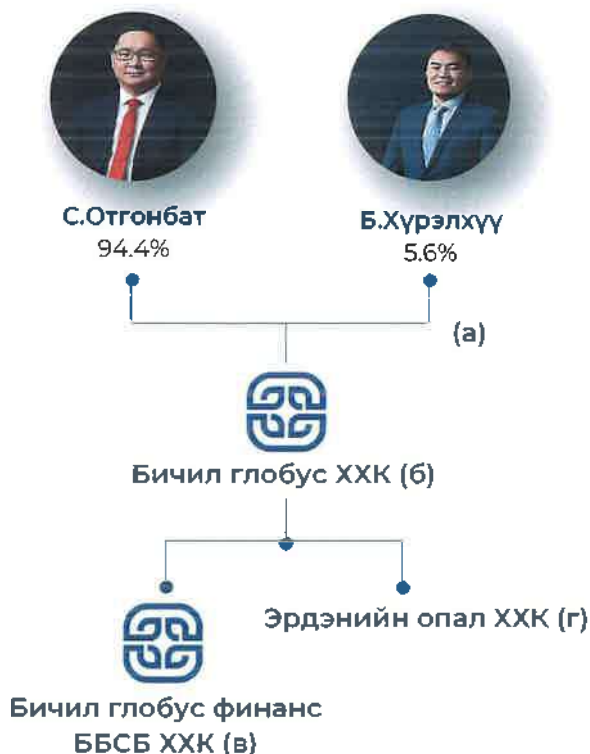 С.Отгонбат
94.4%
Б.Хүрэлхүү
5.6%
(а)
Бичил глобус ХХК (б)
Эрдэнийн опал ХХК (г)
Бичил глобус финанс
ББСБ ХХК (в)